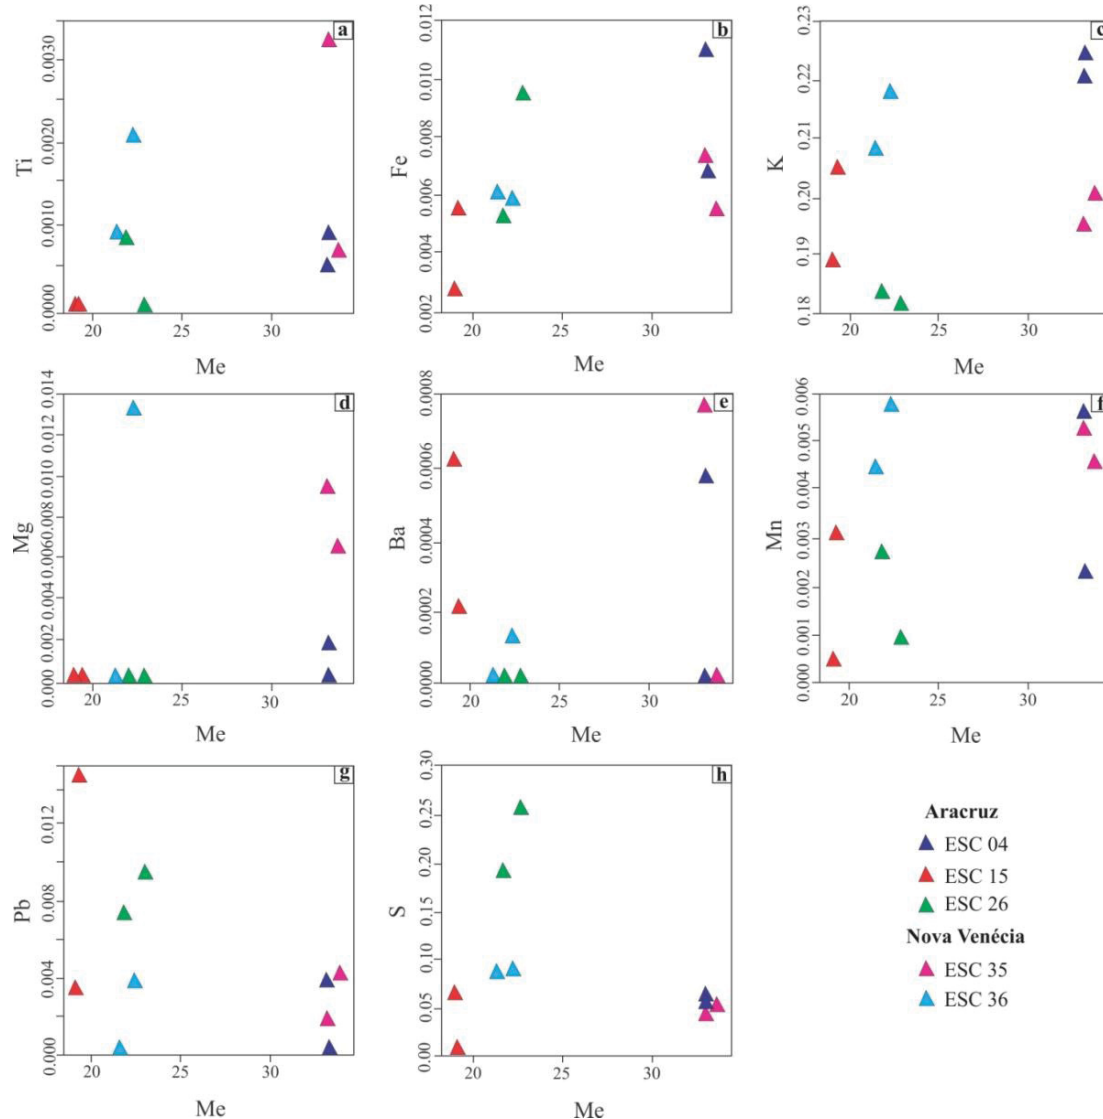 a
0.0030
0.0020
0.0010
0.0000
Ti
20 25 30
Me
b
0.012
0.010
0.008
0.006
0.004
0.002
Fe
20 25 30
Me
c
0.23
0.22
0.21
0.20
0.19
0.18
K
20 25 30
Me
d
0.014
0.012
0.010
0.008
0.006
0.004
0.002
0.000
Mg
20 25 30
Me
e
0.0008
0.0006
0.0004
0.0002
0.0000
Ba
20 25 30
Me
f
0.006
0.005
0.004
0.003
0.002
0.001
0.000
Mn
20 25 30
Me
g
0.012
0.008
0.004
0.000
Pb
20 25 30
Me
h
0.30
0.25
0.20
0.15
0.10
0.05
0.00
S
20 25 30
Me
Aracruz
ESC 04
ESC 15
ESC 26
Nova Venécia
ESC 35
ESC 36